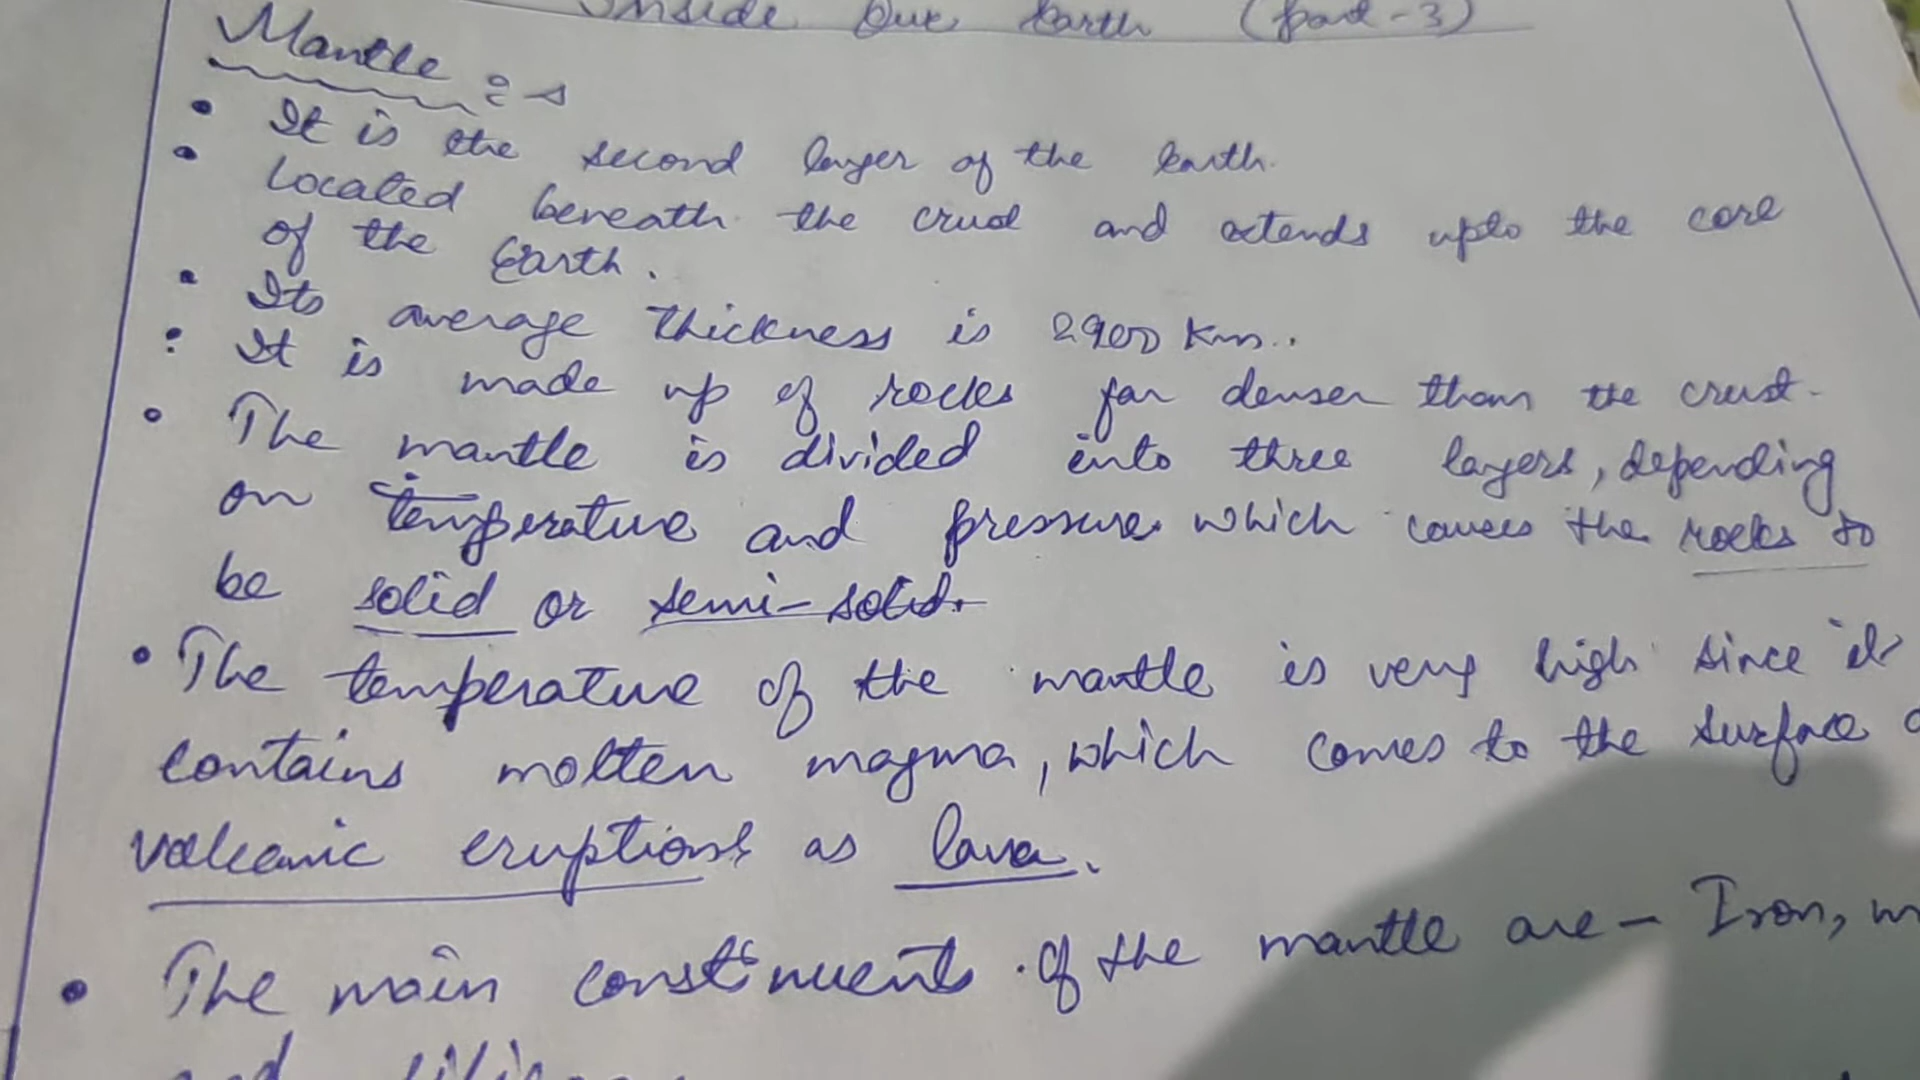 Inside Our Earth (part-3)
Mantle :-
• It is the second layer of the Earth.
• Located beneath the crust and extends upto the core
of the Earth.
• Its average thickness is 2900 Km.
• It is made up of rocks far denser than the crust.
• The mantle is divided into three layers, depending
on temperature and pressure which causes the rocks to
be solid or semi-solid.
• The temperature of the mantle is very high since it
contains molten magma, which comes to the surface
volcanic eruptions as lava.
• The main constinuents of the mantle are - Iron,
and